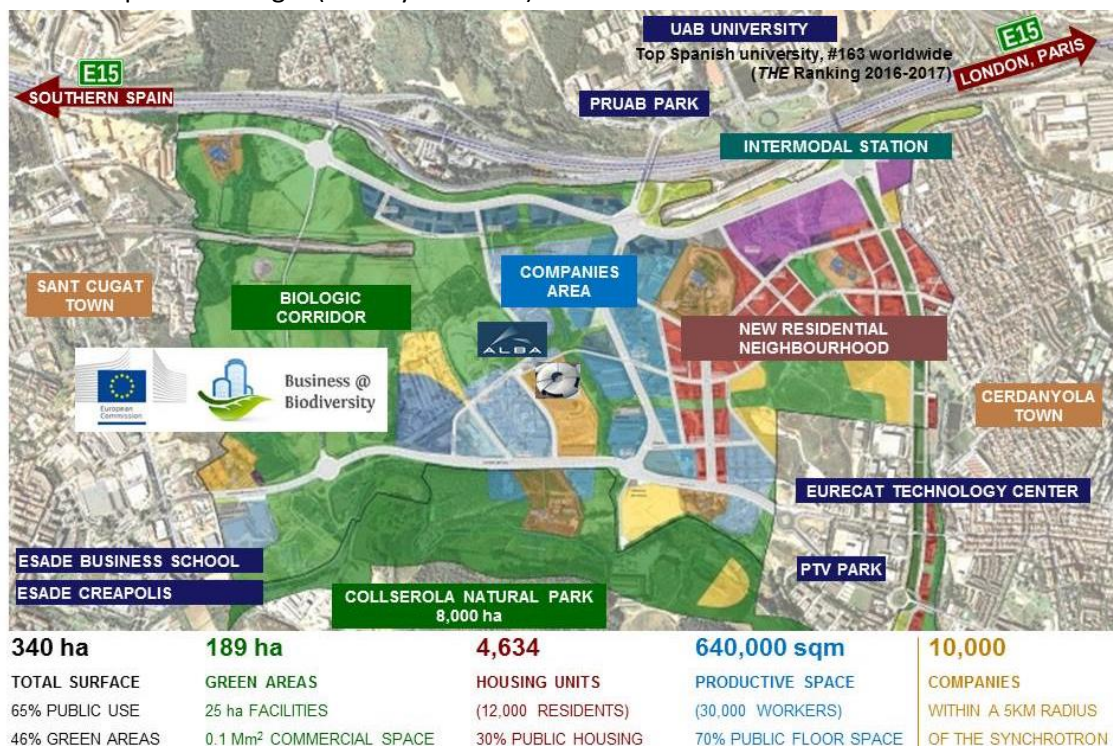 UAB UNIVERSITY
Top Spanish university, #163 worldwide
(THE Ranking 2016-2017)
E15
LONDON, PARIS
E15
SOUTHERN SPAIN
PRUAB PARK
INTERMODAL STATION
SANT CUGAT
TOWN
BIOLOGIC
CORRIDOR
COMPANIES
AREA
ALBA
NEW RESIDENTIAL
NEIGHBOURHOOD
European
Commission
Business @
Biodiversity
CERDANYOLA
TOWN
EURECAT TECHNOLOGY CENTER
ESADE BUSINESS SCHOOL
ESADE CREAPOLIS
PTV PARK
COLLSEROLA NATURAL PARK
8,000 ha
340 ha
TOTAL SURFACE
65% PUBLIC USE
46% GREEN AREAS
189 ha
GREEN AREAS
25 ha FACILITIES
0.1 Mm² COMMERCIAL SPACE
4,634
HOUSING UNITS
(12,000 RESIDENTS)
30% PUBLIC HOUSING
640,000 sqm
PRODUCTIVE SPACE
(30,000 WORKERS)
70% PUBLIC FLOOR SPACE
10,000
COMPANIES
WITHIN A 5KM RADIUS
OF THE SYNCHROTRON